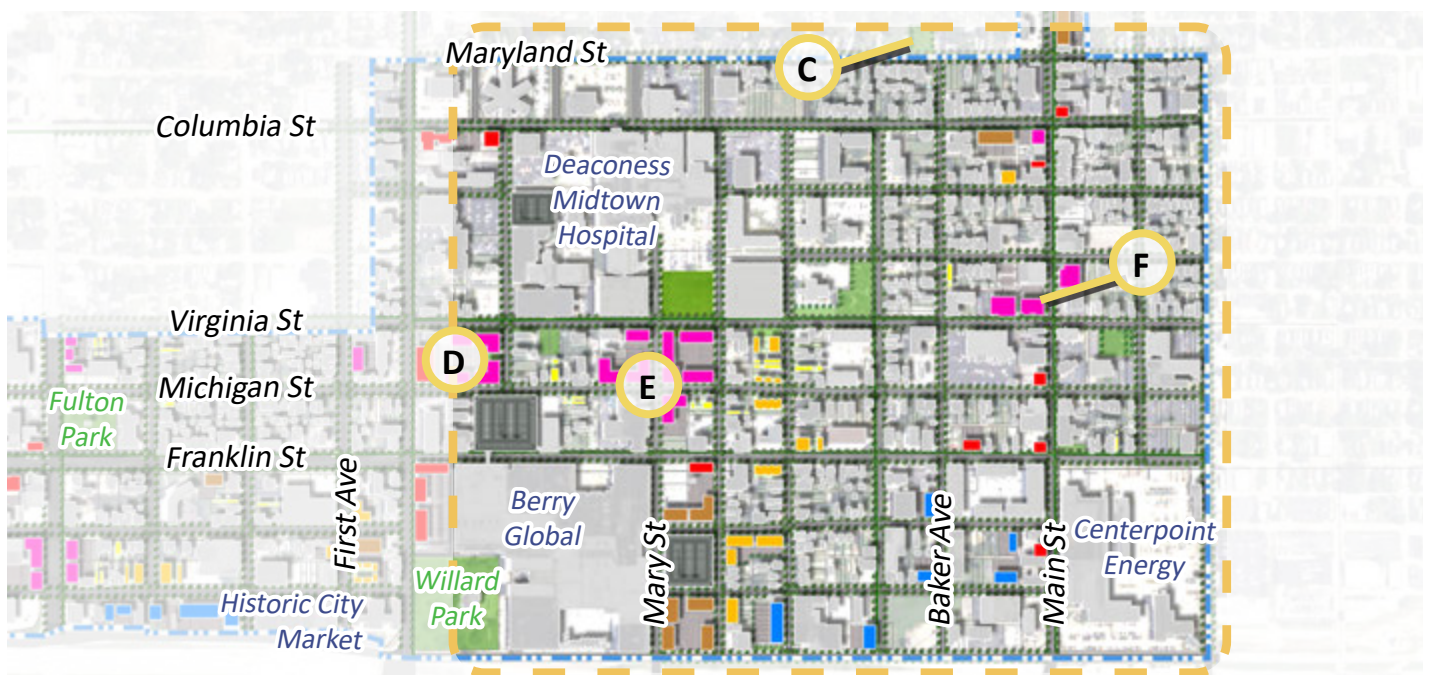 Maryland St
C
Columbia St
Deaconess
Midtown
Hospital
F
Virginia St
D
E
Michigan St
Fulton
Park
Franklin St
First Ave
Berry
Global
Mary St
Baker Ave
Main St
Centerpoint
Energy
Willard
Park
Historic City
Market